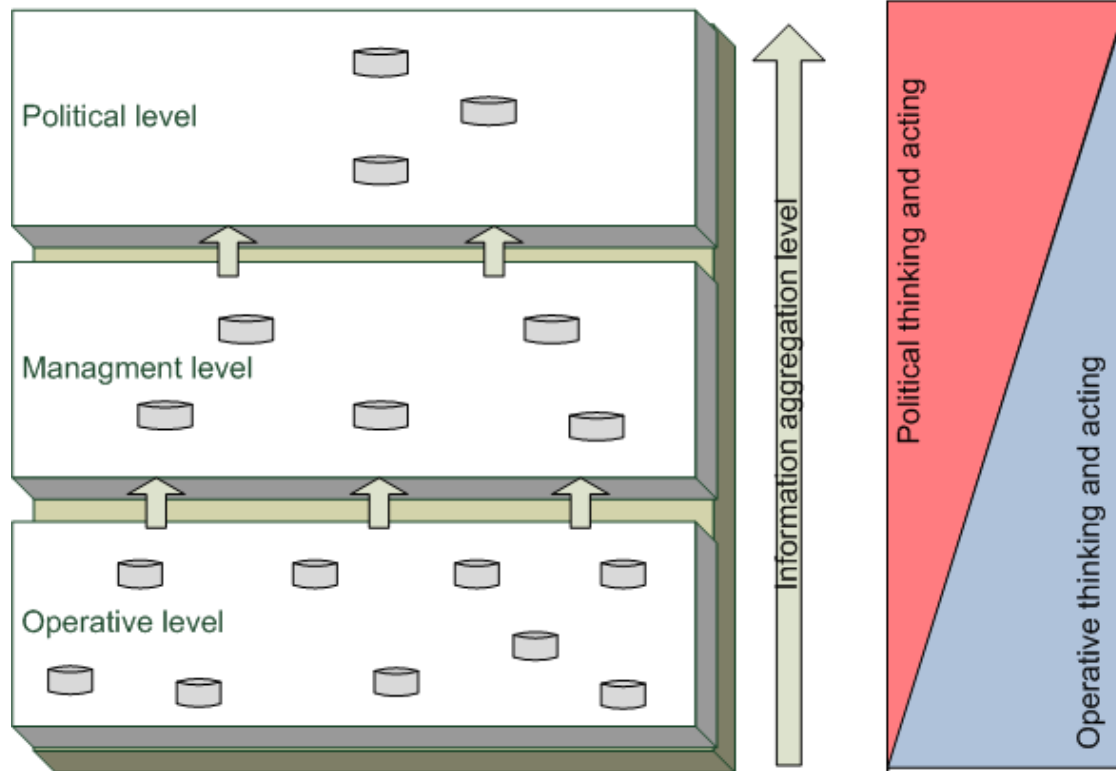 Political level
Managment level
Operative level
Information aggregation level
Political thinking and acting
Operative thinking and acting